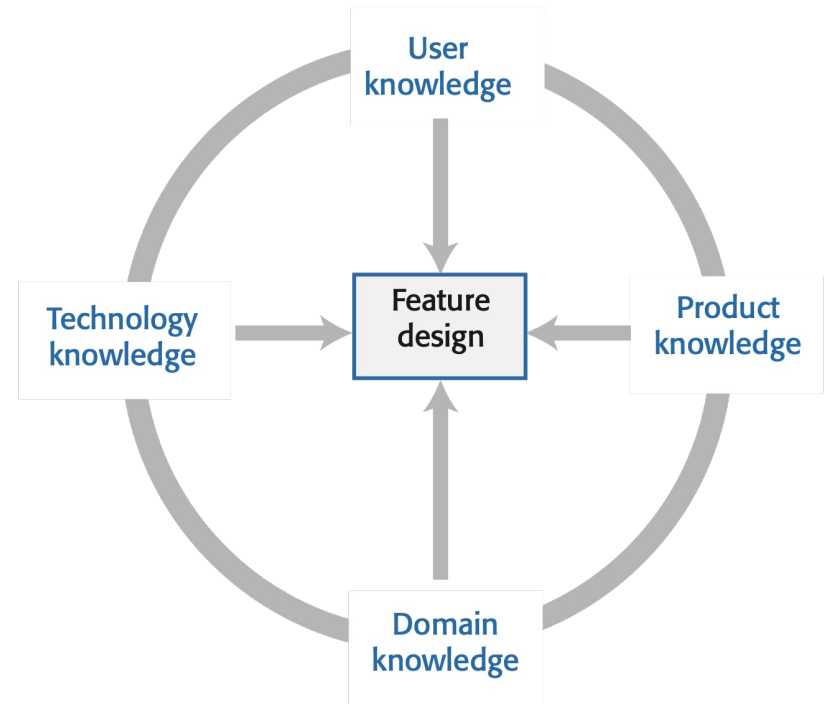 User
knowledge
Technology
knowledge
Feature
design
Product
knowledge
Domain
knowledge